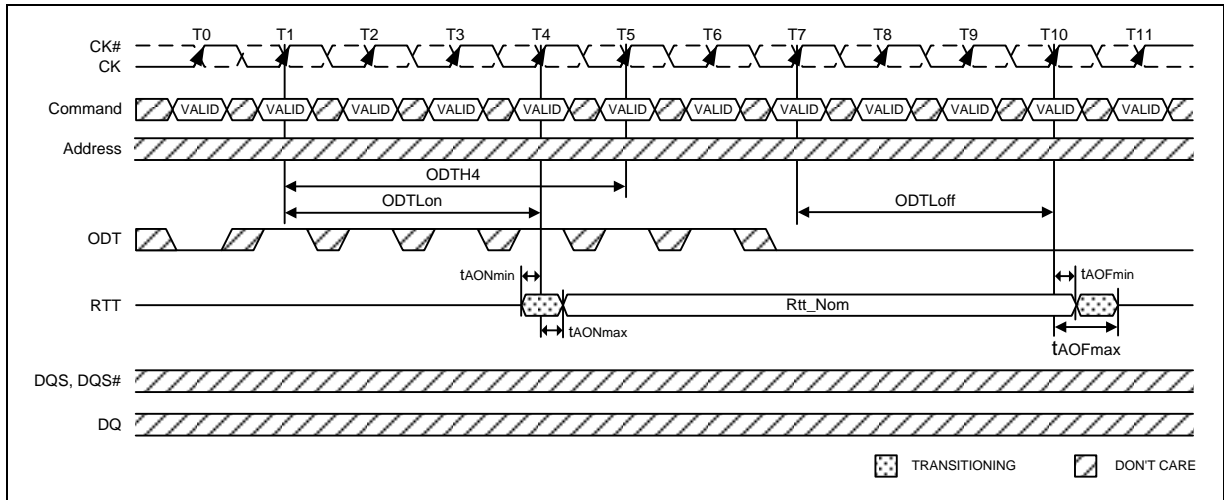 T0 T1 T2 T3 T4 T5 T6 T7 T8 T9 T10 T11
CK#
CK
Command VALID VALID VALID VALID VALID VALID VALID VALID VALID VALID VALID VALID
Address
ODTH4
ODTLon ODTLoff
ODT
tAONmin tAOFmin
RTT Rtt_Nom
tAONmax
tAOFmax
DQS, DQS#
DQ
TRANSITIONING DON'T CARE